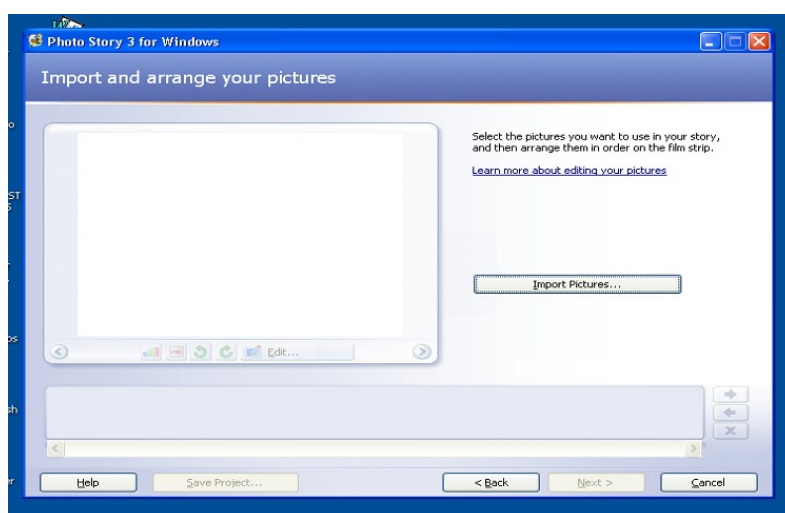 Photo Story 3 for Windows
Import and arrange your pictures
Select the pictures you want to use in your story,
and then arrange them in order on the film strip.
Learn more about editing your pictures
Import Pictures...
Edit...
Help
Save Project...
< Back
Next >
Cancel